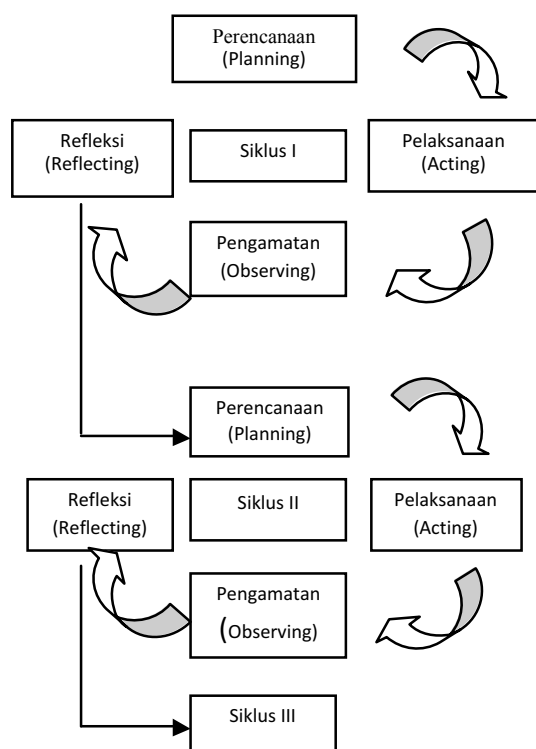 Perencanaan
(Planning)
Refleksi
(Reflecting)
Siklus I
Pelaksanaan
(Acting)
Pengamatan
(Observing)
Perencanaan
(Planning)
Refleksi
(Reflecting)
Siklus II
Pelaksanaan
(Acting)
Pengamatan
(Observing)
Siklus III